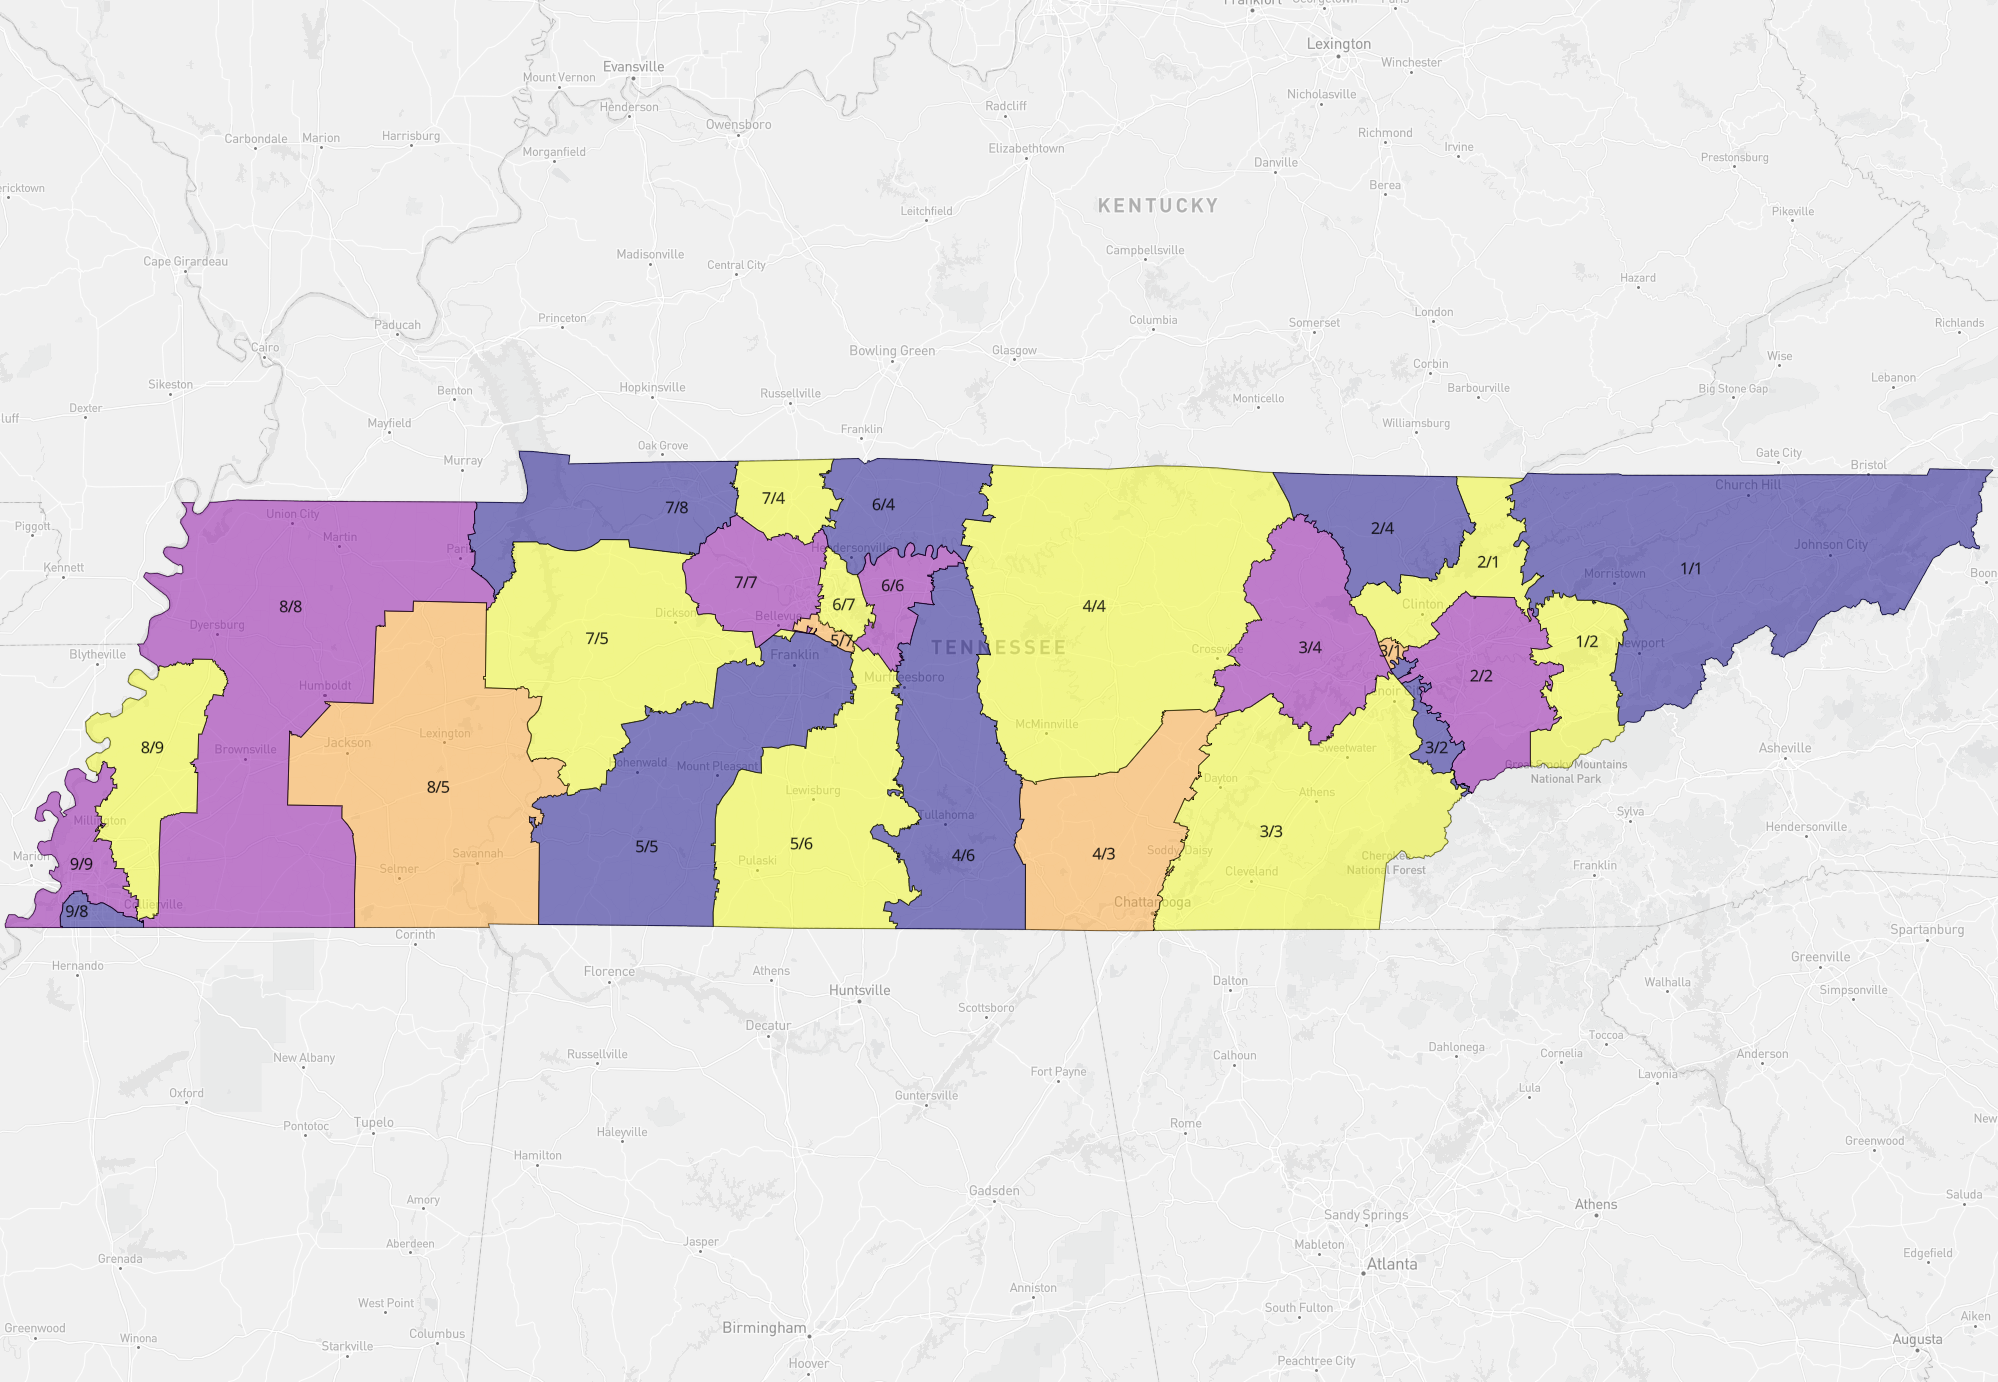 Frankfort
Georgetown
Paris
Lexington
Evansville
Winchester
Mount Vernon
Henderson
Radcliff
Nicholasville
Owensboro
Carbondale
Marion
Harrisburg
Richmond
Elizabethtown
Irvine
Morganfield
Danville
Prestonsburg
ericktown
Berea
KENTUCKY
Leitchfield
Pikeville
Madisonville
Campbellsville
Cape Girardeau
Central City
Hazard
Princeton
Columbia
Somerset
London
Richlands
Paducah
Cairo
Bowling Green
Glasgow
Wise
Sikeston
Benton
Hopkinsville
Russellville
Corbin
Barbourville
Big Stone Gap
Lebanon
Dexter
Monticello
luff
Mayfield
Franklin
Williamsburg
Oak Grove
Murray
Gate City
Bristol
Church Hill
7/4
7/8
6/4
Union City
Piggott
Martin
2/4
Paris
Hendersonville
Johnson City
Kennett
2/1
1/1
Morristown
Boon
7/7
6/6
8/8
6/7
4/4
Clinton
Dickson
Bellevue
Dyersburg
7/5
5/7
1/2
Newport
TENNESSEE
3/4
3/1
Crossville
Blytheville
Franklin
Murfreesboro
2/2
Humboldt
enoir Ci
McMinnville
Lexington
Jackson
8/9
Brownsville
3/2
Sweetwater
Asheville
Hohenwald
Mount Pleasant
Great Smoky Mountains
National Park
Dayton
8/5
Lewisburg
Athens
Millington
Tullahoma
Sylva
Hendersonville
3/3
5/5
5/6
Soddy-Daisy
4/3
4/6
Marion
9/9
Savannah
Pulaski
Cherokee
National Forest
Franklin
Selmer
Cleveland
Collierville
9/8
Chattanooga
Corinth
Spartanburg
Hernando
Florence
Athens
Greenville
Dalton
Walhalla
Huntsville
Simpsonville
Scottsboro
Decatur
Toccoa
New Albany
Russellville
Calhoun
Dahlonega
Cornelia
Anderson
Fort Payne
Lavonia
Oxford
Guntersville
Lula
Tupelo
Pontotoc
Haleyville
Rome
New
Greenwood
Hamilton
Gadsden
Amory
Athens
Saluda
Sandy Springs
Aberdeen
Jasper
Mableton
Grenada
Edgefield
Atlanta
Anniston
West Point
South Fulton
Aiken
Greenwood
Winona
Columbus
Birmingham
Augusta
Starkville
Hoover
Peachtree City